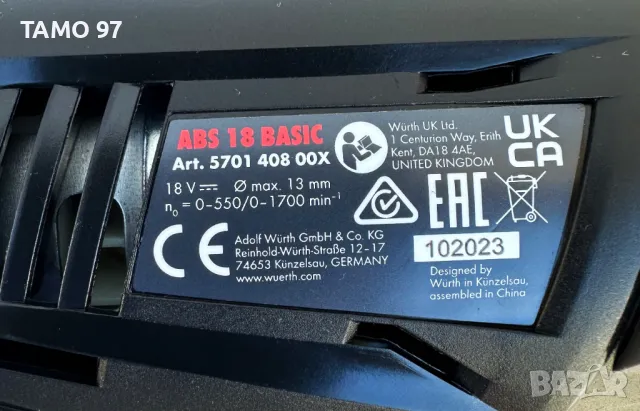 TAMO 97
ABS 18 BASIC
Art. 5701 408 00X
18 V ⎓ Ø max. 13 mm
n₀ = 0-550/0-1700 min⁻¹
Würth UK Ltd.
1 Centurion Way, Erith
Kent, DA18 4AE,
UNITED KINGDOM
UK
CA
EAC
CE
Adolf Würth GmbH & Co. KG
Reinhold-Würth-Straße 12-17
74653 Künzelsau, GERMANY
www.wuerth.com
102023
Designed by
Würth in Künzelsau,
assembled in China
BAZAR